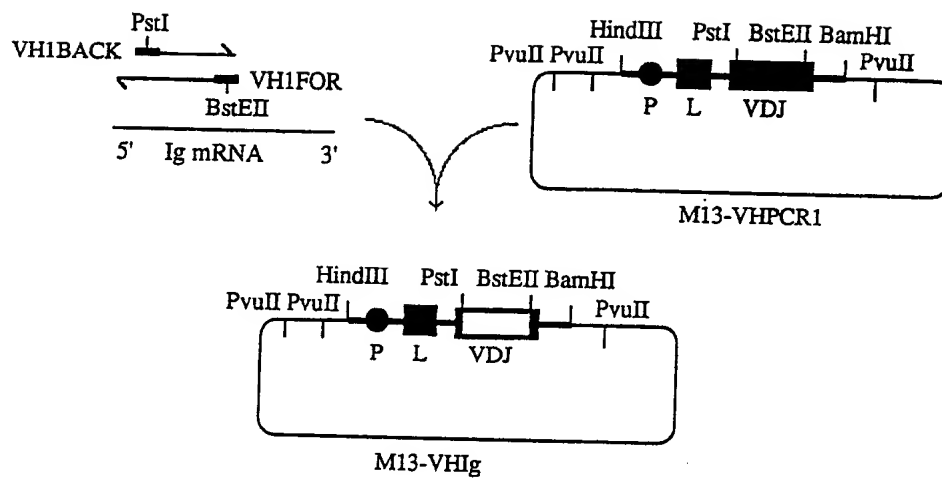 PstI
VH1BACK
VH1FOR
BstEII
5' Ig mRNA 3'
HindIII PstI BstEII BamHI
PvuII PvuII PvuII
P L VDJ
M13-VHPCR1
HindIII PstI BstEII BamHI
PvuII PvuII PvuII
P L VDJ
M13-VHIg